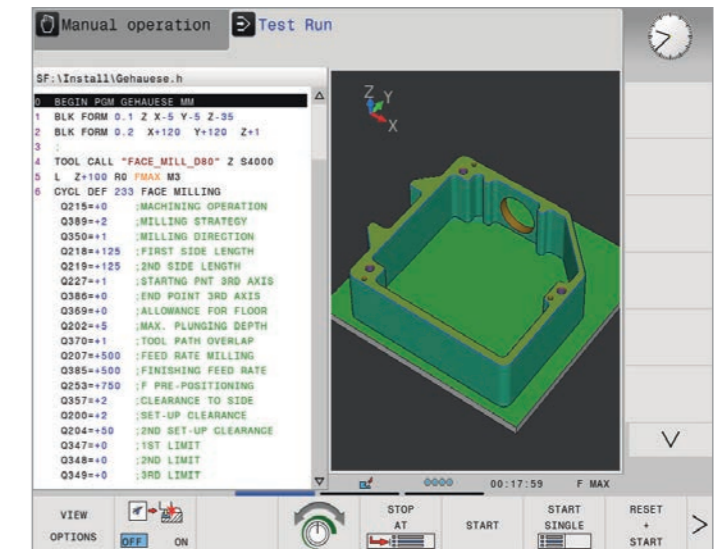 Manual operation Test Run
SF:\Install\Gehauese.h
0 BEGIN PGM GEHAUESE MM
1 BLK FORM 0.1 Z X-5 Y-5 Z-35
2 BLK FORM 0.2 X+120 Y+120 Z+1
3 ;
4 TOOL CALL "FACE_MILL_D80" Z S4000
5 L Z+100 R0 FMAX M3
6 CYCL DEF 233 FACE MILLING
Q215=+0 ;MACHINING OPERATION
Q389=+2 ;MILLING STRATEGY
Q350=+1 ;MILLING DIRECTION
Q218=+125 ;FIRST SIDE LENGTH
Q219=+125 ;2ND SIDE LENGTH
Q227=+1 ;STARTNG PNT 3RD AXIS
Q386=+0 ;END POINT 3RD AXIS
Q369=+0 ;ALLOWANCE FOR FLOOR
Q202=+5 ;MAX. PLUNGING DEPTH
Q370=+1 ;TOOL PATH OVERLAP
Q207=+500 ;FEED RATE MILLING
Q385=+500 ;FINISHING FEED RATE
Q253=+750 ;F PRE-POSITIONING
Q357=+2 ;CLEARANCE TO SIDE
Q200=+2 ;SET-UP CLEARANCE
Q204=+50 ;2ND SET-UP CLEARANCE
Q347=+0 ;1ST LIMIT
Q348=+0 ;2ND LIMIT
Q349=+0 ;3RD LIMIT
Z Y
X
0000 00:17:59 F MAX
VIEW
OPTIONS
OFF ON
STOP
AT
START
START
SINGLE
RESET
+
START